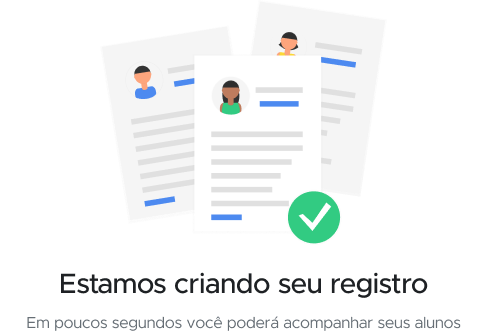 Estamos criando seu registro
Em poucos segundos você poderá acompanhar seus alunos